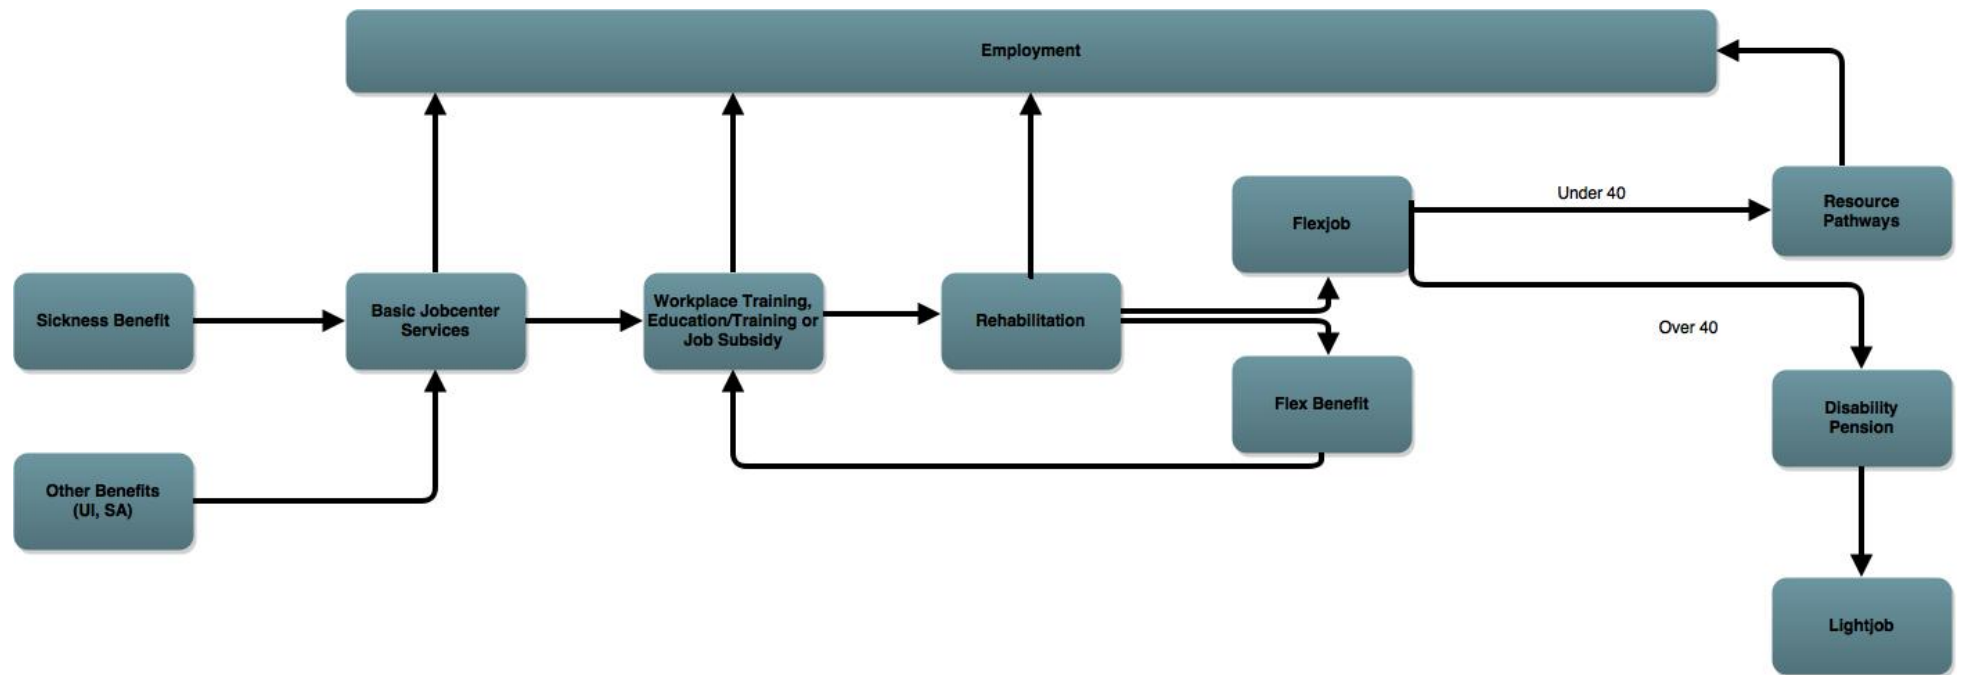 Employment
Under 40
Resource
Pathways
Flexjob
Sickness Benefit
Basic Jobcenter
Services
Workplace Training,
Education/Training or
Job Subsidy
Rehabilitation
Over 40
Flex Benefit
Disability
Pension
Other Benefits
(UI, SA)
Lightjob